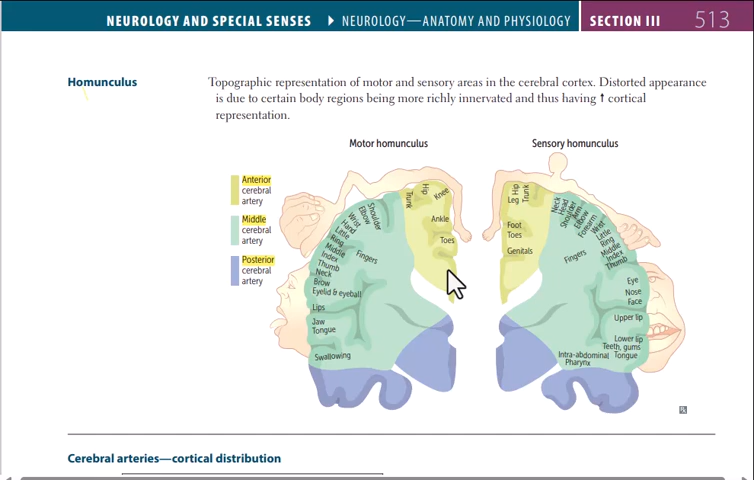 NEUROLOGY AND SPECIAL SENSES ▶ NEUROLOGY—ANATOMY AND PHYSIOLOGY SECTION III 513
Homunculus
Topographic representation of motor and sensory areas in the cerebral cortex. Distorted appearance
is due to certain body regions being more richly innervated and thus having ↑ cortical
representation.
Motor homunculus
Anterior
cerebral
artery
Middle
cerebral
artery
Posterior
cerebral
artery
Trunk
Hip
Knee
Ankle
Toes
Shoulder
Elbow
Wrist
Hand
Little
Ring
Middle
Index
Thumb
Fingers
Neck
Brow
Eyelid & eyeball
Lips
Jaw
Tongue
Swallowing
Sensory homunculus
Leg
Hip
Trunk
Foot
Toes
Genitals
Neck
Head
Shoulder
Arm
Elbow
Forearm
Wrist
Little
Ring
Middle
Index
Thumb
Fingers
Eye
Nose
Face
Upper lip
Lower lip
Teeth, gums
Tongue
Intra-abdominal
Pharynx
Cerebral arteries—cortical distribution